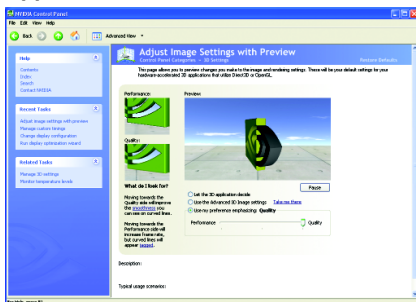 NVIDIA Control Panel
File Edit View Help
Back Advanced View
Help
Contents
Index
Search
Contact NVIDIA
Recent Tasks
Adjust image settings with preview
Manage custom timings
Change display configuration
Run display optimization wizard
Related Tasks
Manage 3D settings
Monitor temperature levels
Adjust Image Settings with Preview
Control Panel Categories 3D Settings
Restore Defaults
This page allows you to preview changes you make to the image and rendering settings. These will be your default settings for your
hardware-accelerated 3D applications that utilize Direct3D or OpenGL.
Performance:
Preview:
Quality:
Pause
What do I look for?
Moving towards the
Quality side will improve
the smoothness you
can see on curved lines.
Moving towards the
Performance side will
increase frame rate,
but curved lines will
appear jagged.
Let the 3D application decide
Use the Advanced 3D Image settings Take me there
Use my preference emphasizing: Quality
Performance Quality
Description:
Typical usage scenarios: